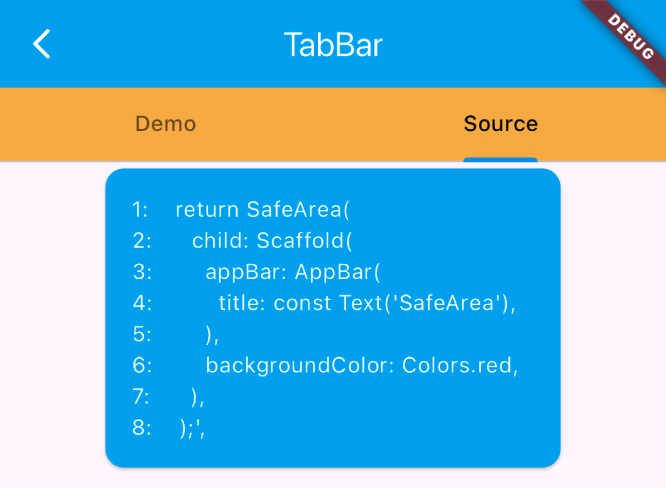 TabBar
DEBUG
Demo
Source
1: return SafeArea(
2: child: Scaffold(
3: appBar: AppBar(
4: title: const Text('SafeArea'),
5: ),
6: backgroundColor: Colors.red,
7: ),
8: );',